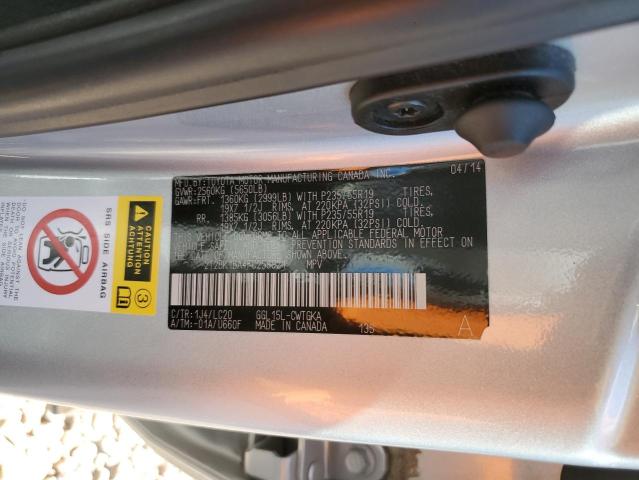 MFD.BY:TOYOTA MOTOR MANUFACTURING CANADA INC. 04/14
GVWR:2560KG (5650LB)
GAWR:FRT. 1360KG (2999LB) WITH P235/55R19 TIRES,
19X7 1/2J RIMS, AT 220KPA (32PSI) COLD.
RR. 1385KG (3056LB) WITH P235/55R19 TIRES,
19X7 1/2J RIMS, AT 220KPA (32PSI) COLD.
THIS VEHICLE CONFORMS TO ALL APPLICABLE FEDERAL MOTOR
VEHICLE SAFETY AND THEFT PREVENTION STANDARDS IN EFFECT
ON THE DATE OF MANUFACTURE SHOWN ABOVE.
MPV
C/TR:1J4/LC20 GGL15L-CWTGKA
A/TM:-01A/U660F MADE IN CANADA 135 A
CAUTION
ATTENTION
ACHTUNG
3
SRS SIDE AIRBAG